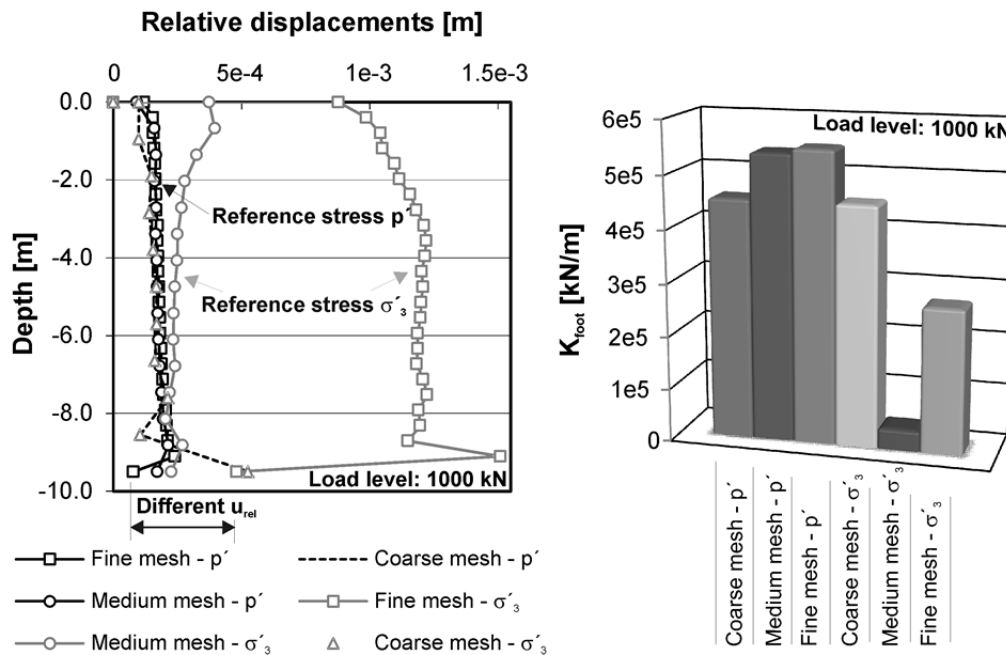 Relative displacements [m]
0 5e-4 1e-3 1.5e-3
0.0
-2.0
-4.0
-6.0
-8.0
-10.0
Depth [m]
Reference stress p´
Reference stress σ´3
Load level: 1000 kN
Different urel
Fine mesh - p´
Coarse mesh - p´
Medium mesh - p´
Fine mesh - σ´3
Medium mesh - σ´3
Coarse mesh - σ´3
Load level: 1000 kN
6e5
5e5
4e5
3e5
2e5
1e5
0
Kfoot [kN/m]
Coarse mesh - p´
Medium mesh - p´
Fine mesh - p´
Coarse mesh - σ´3
Medium mesh - σ´3
Fine mesh - σ´3